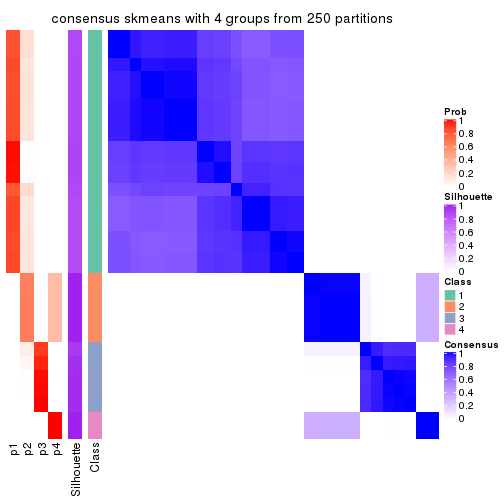 consensus skmeans with 4 groups from 250 partitions
Prob
1
0.8
0.6
0.4
0.2
0
Silhouette
1
0.8
0.6
0.4
0.2
0
Class
1
2
3
4
Consensus
1
0.8
0.6
0.4
0.2
0
p1
p2
p3
p4
Silhouette
Class